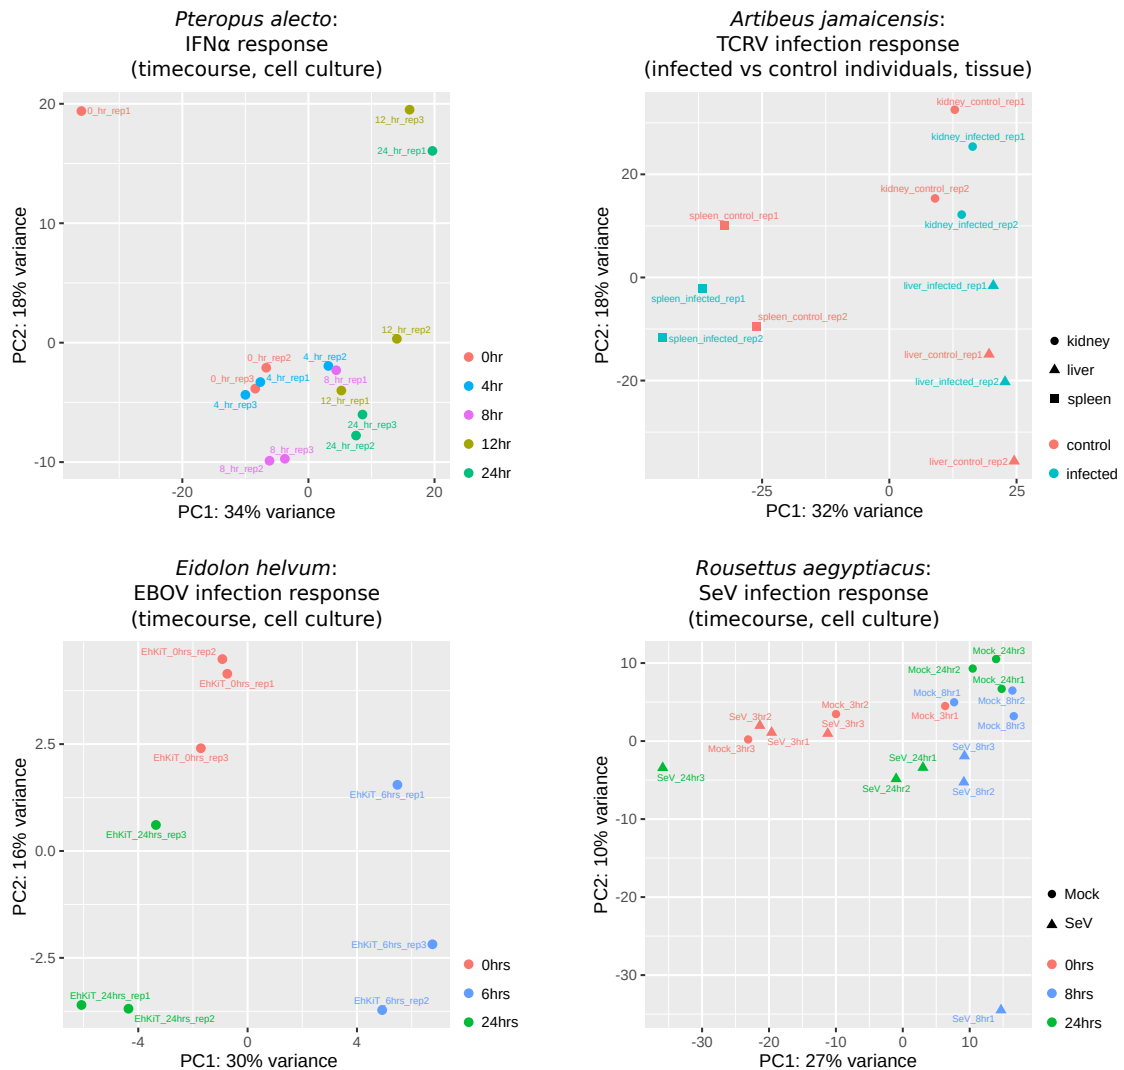 Pteropus alecto:
IFNα response
(timecourse, cell culture)
20
10
0
-10
-20
0
20
PC2: 18% variance
PC1: 34% variance
0_hr_rep1
12_hr_rep3
24_hr_rep1
12_hr_rep2
0_hr_rep2
4_hr_rep2
0_hr_rep3
4_hr_rep1
8_hr_rep1
4_hr_rep3
12_hr_rep1
24_hr_rep3
24_hr_rep2
8_hr_rep3
8_hr_rep2
0hr
4hr
8hr
12hr
24hr
Artibeus jamaicensis:
TCRV infection response
(infected vs control individuals, tissue)
20
0
-20
-25
0
25
PC2: 18% variance
PC1: 32% variance
kidney_control_rep1
kidney_infected_rep1
kidney_control_rep2
kidney_infected_rep2
spleen_control_rep1
liver_infected_rep1
spleen_infected_rep1
spleen_control_rep2
spleen_infected_rep2
liver_control_rep1
liver_infected_rep2
liver_control_rep2
kidney
liver
spleen
control
infected
Eidolon helvum:
EBOV infection response
(timecourse, cell culture)
2.5
0.0
-2.5
-4
0
4
PC2: 16% variance
PC1: 30% variance
EhKiT_0hrs_rep2
EhKiT_0hrs_rep1
EhKiT_0hrs_rep3
EhKiT_6hrs_rep1
EhKiT_24hrs_rep3
EhKiT_6hrs_rep3
EhKiT_24hrs_rep1
EhKiT_6hrs_rep2
EhKiT_24hrs_rep2
0hrs
6hrs
24hrs
Rousettus aegyptiacus:
SeV infection response
(timecourse, cell culture)
10
0
-10
-20
-30
-30
-20
-10
0
10
PC2: 10% variance
PC1: 27% variance
Mock_24hr3
Mock_24hr2
Mock_24hr1
Mock_8hr1
Mock_8hr2
Mock_3hr2
Mock_3hr1
SeV_3hr2
SeV_3hr3
Mock_8hr3
SeV_3hr1
Mock_3hr3
SeV_8hr3
SeV_24hr1
SeV_24hr3
SeV_24hr2
SeV_8hr2
SeV_8hr1
Mock
SeV
0hrs
8hrs
24hrs